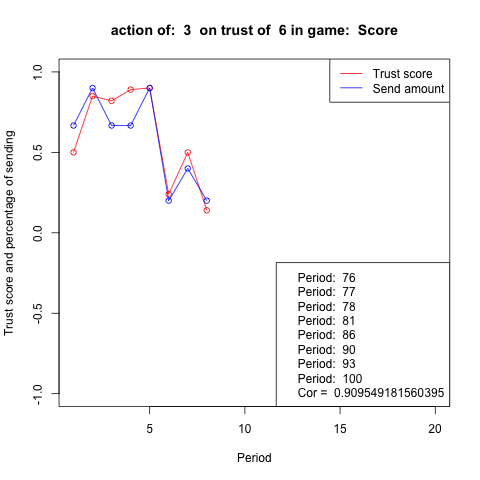 action of:  3  on trust of  6 in game:  Score
Trust score
Send amount
Trust score and percentage of sending
1.0
0.5
0.0
-0.5
-1.0
Period:  76
Period:  77
Period:  78
Period:  81
Period:  86
Period:  90
Period:  93
Period:  100
Cor =  0.909549181560395
5 10 15 20
Period